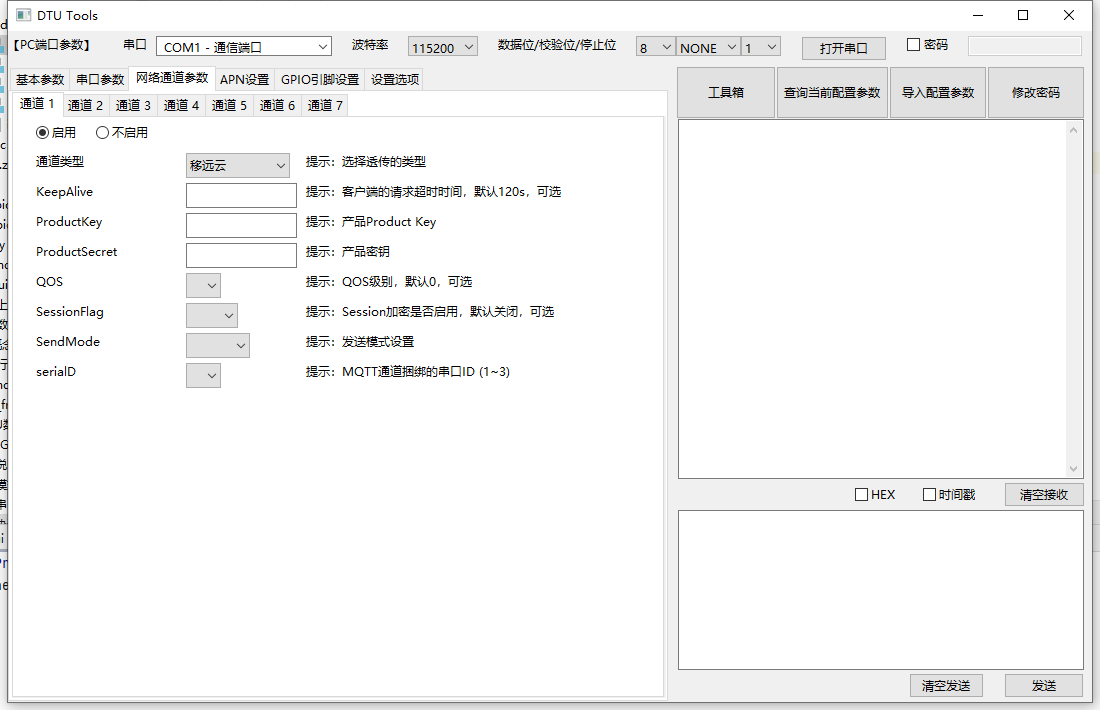 DTU Tools
【PC端口参数】 串口 COM1 - 通信端口 波特率 115200 数据位/校验位/停止位 8 NONE 1 打开串口 密码
基本参数 串口参数 网络通道参数 APN设置 GPIO引脚设置 设置选项
通道 1 通道 2 通道 3 通道 4 通道 5 通道 6 通道 7
启用 不启用
通道类型 移远云 提示：选择透传的类型
KeepAlive 提示：客户端的请求超时时间，默认120s，可选
ProductKey 提示：产品Product Key
ProductSecret 提示：产品密钥
QOS 提示：QOS级别，默认0，可选
SessionFlag 提示：Session加密是否启用，默认关闭，可选
SendMode 提示：发送模式设置
serialD 提示：MQTT通道捆绑的串口ID (1~3)
工具箱 查询当前配置参数 导入配置参数 修改密码
HEX 时间戳 清空接收
清空发送 发送